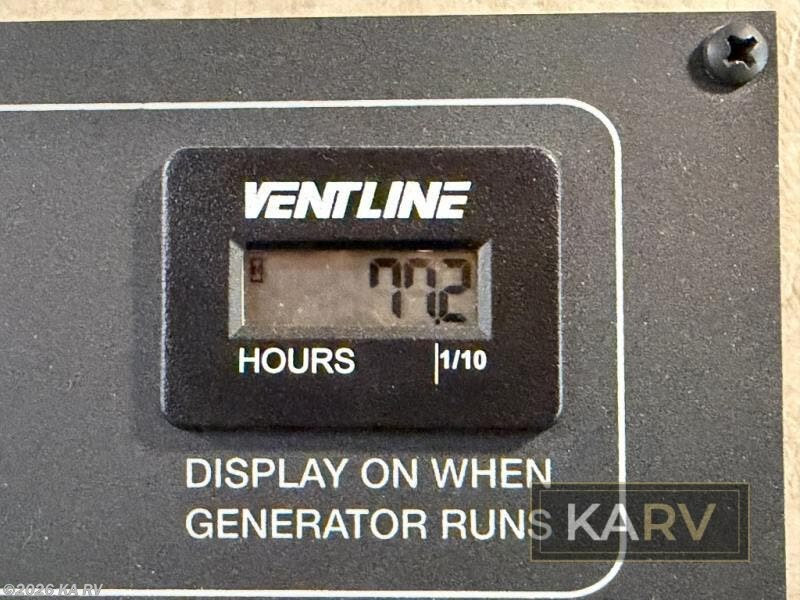 VENTLINE
77.2
HOURS 1/10
DISPLAY ON WHEN
GENERATOR RUNS
KARV
©2026 KA RV